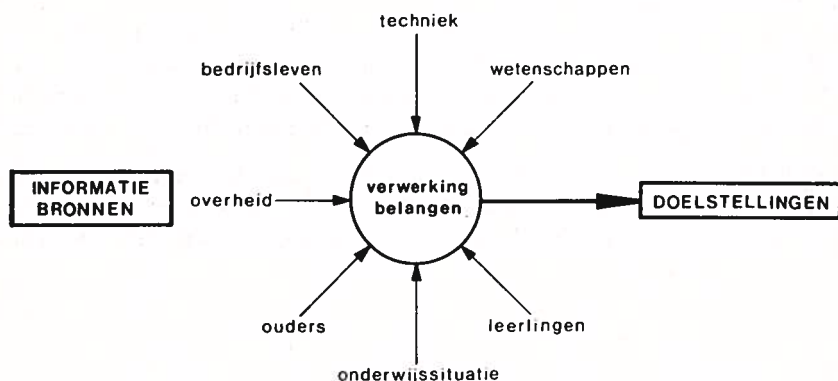 techniek
bedrijfsleven
wetenschappen
INFORMATIE
BRONNEN
overheid
verwerking
belangen
DOELSTELLINGEN
ouders
leerlingen
onderwijssituatie